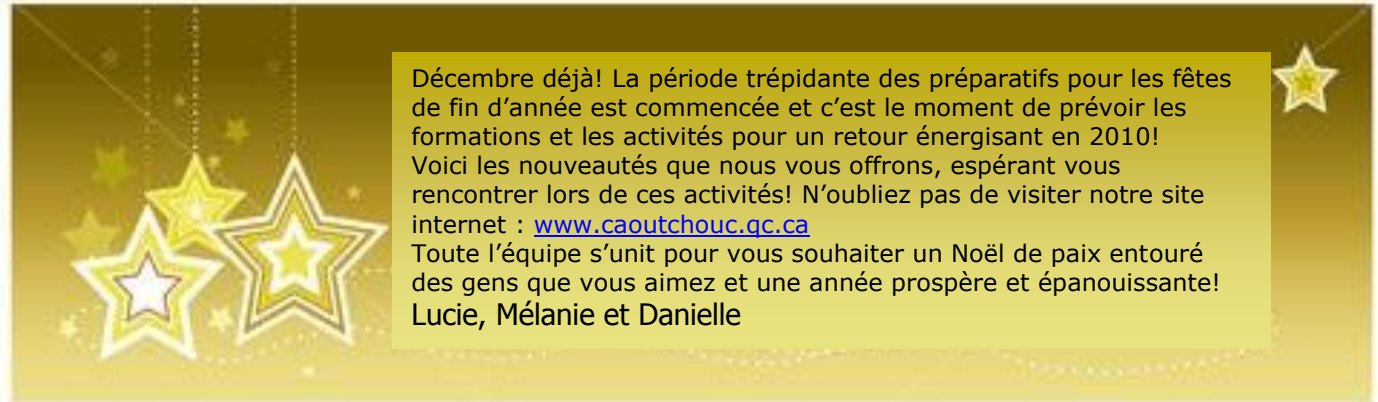 Décembre déjà! La période trépidante des préparatifs pour les fêtes
de fin d’année est commencée et c’est le moment de prévoir les
formations et les activités pour un retour énergisant en 2010!
Voici les nouveautés que nous vous offrons, espérant vous
rencontrer lors de ces activités! N’oubliez pas de visiter notre site
internet : www.caoutchouc.qc.ca
Toute l’équipe s’unit pour vous souhaiter un Noël de paix entouré
des gens que vous aimez et une année prospère et épanouissante!
Lucie, Mélanie et Danielle